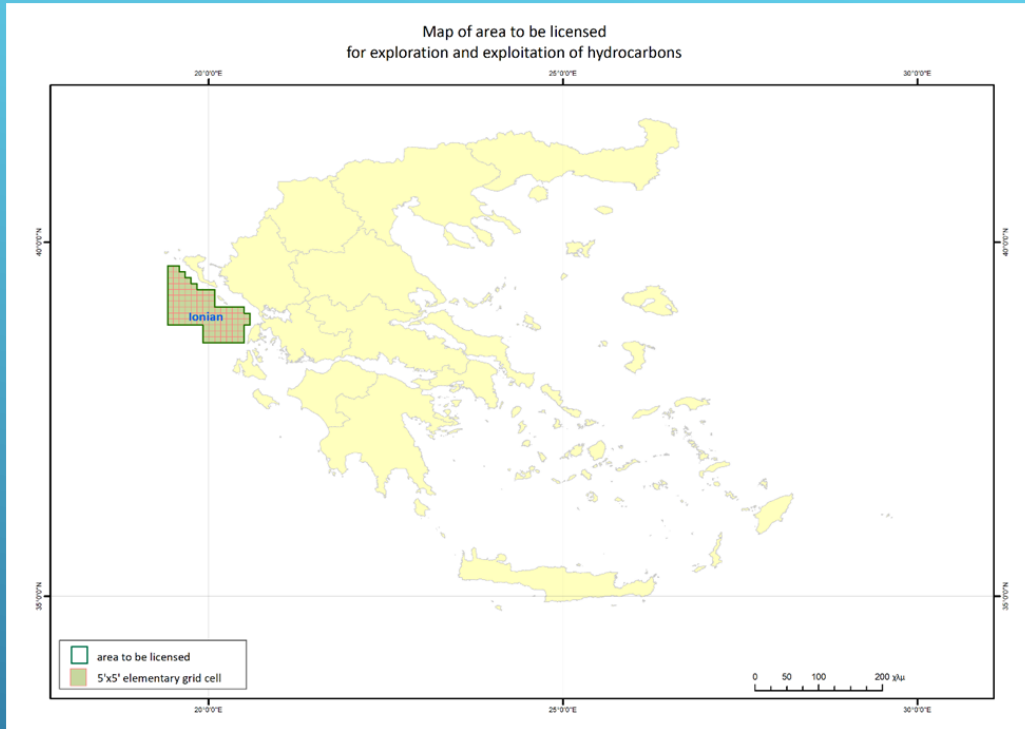 Map of area to be licensed
for exploration and exploitation of hydrocarbons
20°0'0"E 25°0'0"E 30°0'0"E
40°0'0"N 40°0'0"N
Ionian
35°0'0"N 35°0'0"N
area to be licensed
5'x5' elementary grid cell
0 50 100 200 χλμ
20°0'0"E 25°0'0"E 30°0'0"E